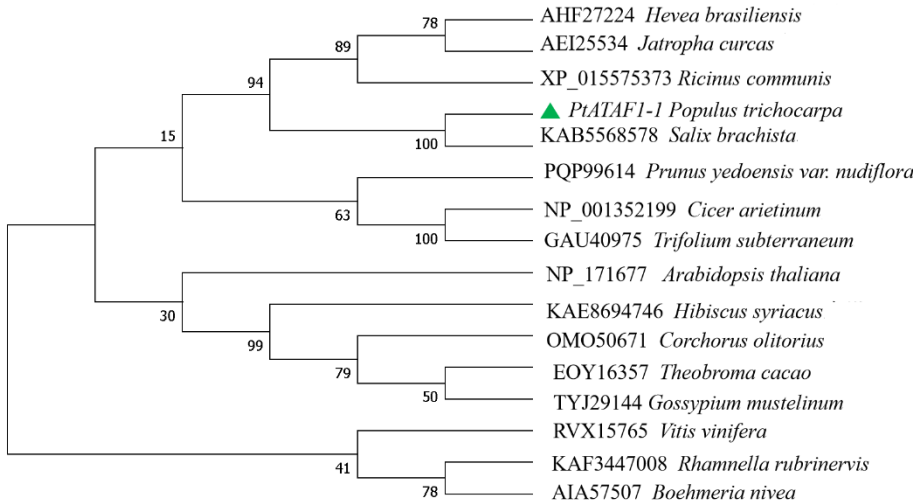 AHF27224 Hevea brasiliensis
78
AEI25534 Jatropha curcas
89
XP_015575373 Ricinus communis
94
PtATAF1-1 Populus trichocarpa
100
KAB5568578 Salix brachista
15
PQP99614 Prunus yedoensis var. nudiflora
63
NP_001352199 Cicer arietinum
100
GAU40975 Trifolium subterraneum
NP_171677 Arabidopsis thaliana
30
KAE8694746 Hibiscus syriacus
99
OMO50671 Corchorus olitorius
79
EOY16357 Theobroma cacao
50
TYJ29144 Gossypium mustelinum
RVX15765 Vitis vinifera
41
KAF3447008 Rhamnella rubrinervis
78
AIA57507 Boehmeria nivea